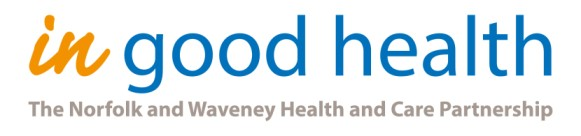 in good health
The Norfolk and Waveney Health and Care Partnership